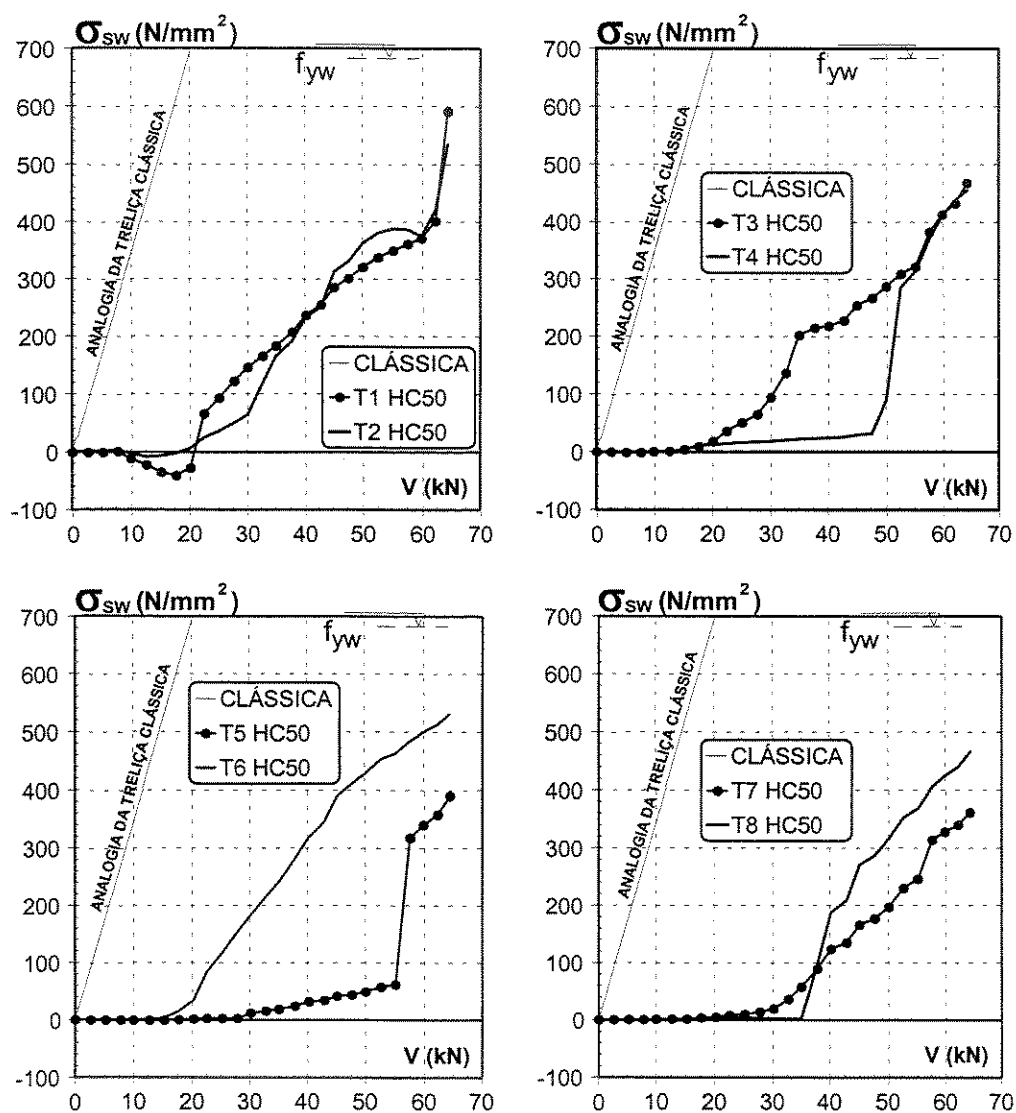 σsw (N/mm²)
700
600
500
400
300
200
100
0
-100
fyw
ANALOGIA DA TRELIÇA CLÁSSICA
CLÁSSICA
T1 HC50
T2 HC50
V (kN)
0 10 20 30 40 50 60 70
σsw (N/mm²)
700
600
500
400
300
200
100
0
-100
fyw
ANALOGIA DA TRELIÇA CLÁSSICA
CLÁSSICA
T3 HC50
T4 HC50
V (kN)
0 10 20 30 40 50 60 70
σsw (N/mm²)
700
600
500
400
300
200
100
0
-100
fyw
ANALOGIA DA TRELIÇA CLÁSSICA
CLÁSSICA
T5 HC50
T6 HC50
V (kN)
0 10 20 30 40 50 60 70
σsw (N/mm²)
700
600
500
400
300
200
100
0
-100
fyw
ANALOGIA DA TRELIÇA CLÁSSICA
CLÁSSICA
T7 HC50
T8 HC50
V (kN)
0 10 20 30 40 50 60 70